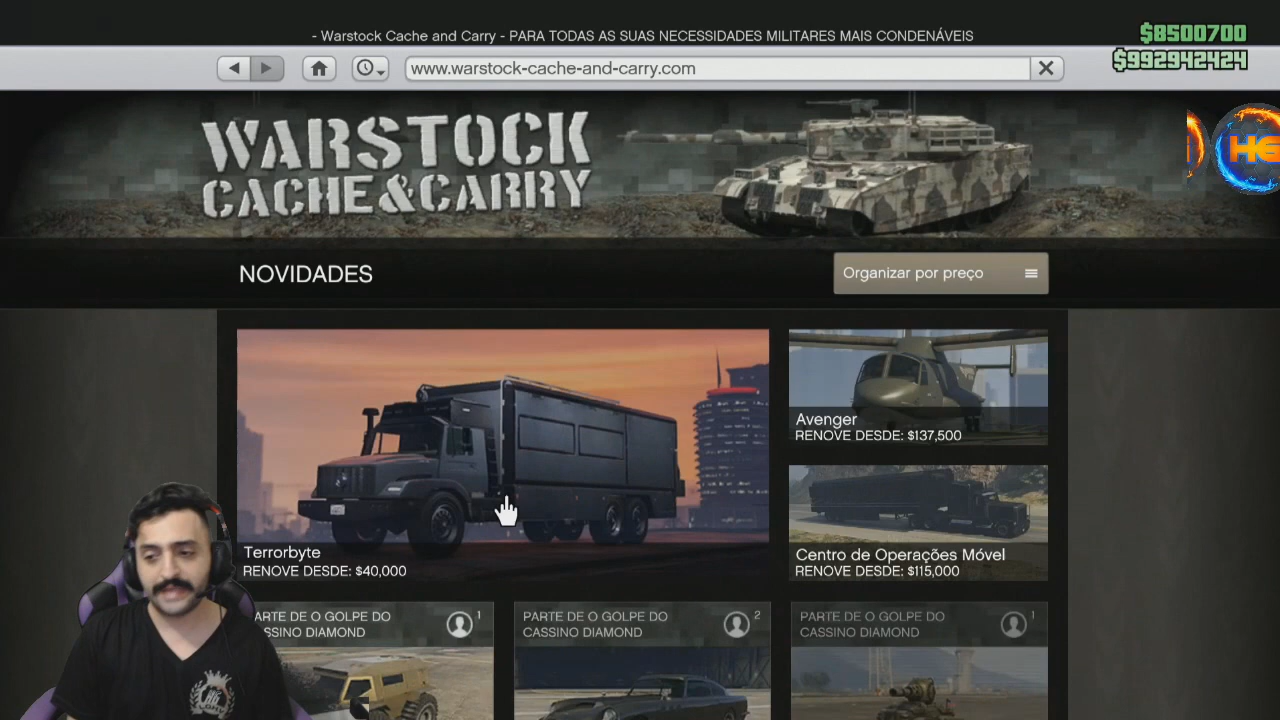 - Warstock Cache and Carry - PARA TODAS AS SUAS NECESSIDADES MILITARES MAIS CONDENÁVEIS
$8500700
$992942424
www.warstock-cache-and-carry.com
WARSTOCK
CACHE&CARRY
NOVIDADES
Organizar por preço
Avenger
RENOVE DESDE: $137,500
Terrorbyte
RENOVE DESDE: $40,000
Centro de Operações Móvel
RENOVE DESDE: $115,000
PARTE DE O GOLPE DO
CASSINO DIAMOND
1
PARTE DE O GOLPE DO
CASSINO DIAMOND
2
PARTE DE O GOLPE DO
CASSINO DIAMOND
1